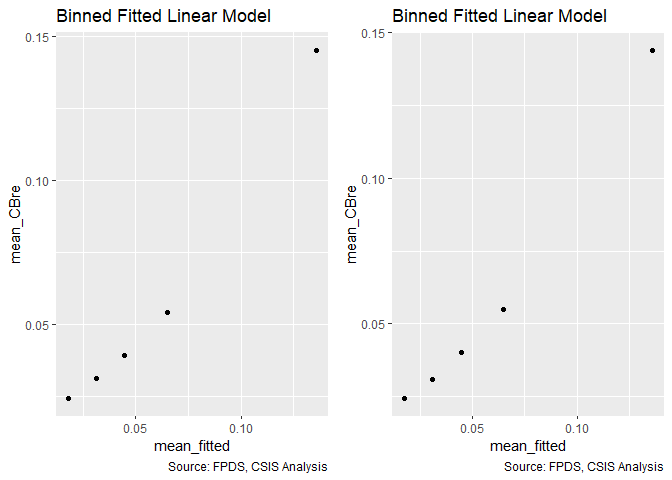 Binned Fitted Linear Model
0.15
0.10
0.05
mean_CBre
0.05
0.10
mean_fitted
Source: FPDS, CSIS Analysis
Binned Fitted Linear Model
0.15
0.10
0.05
mean_CBre
0.05
0.10
mean_fitted
Source: FPDS, CSIS Analysis